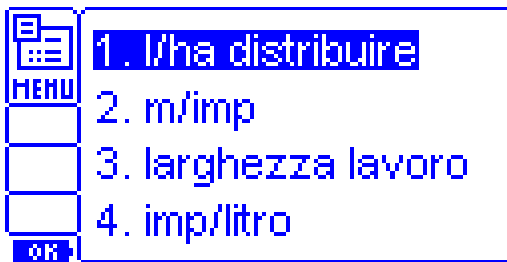 MENU
1. l/ha distribuire
2. m/imp
3. larghezza lavoro
4. imp/litro
OK